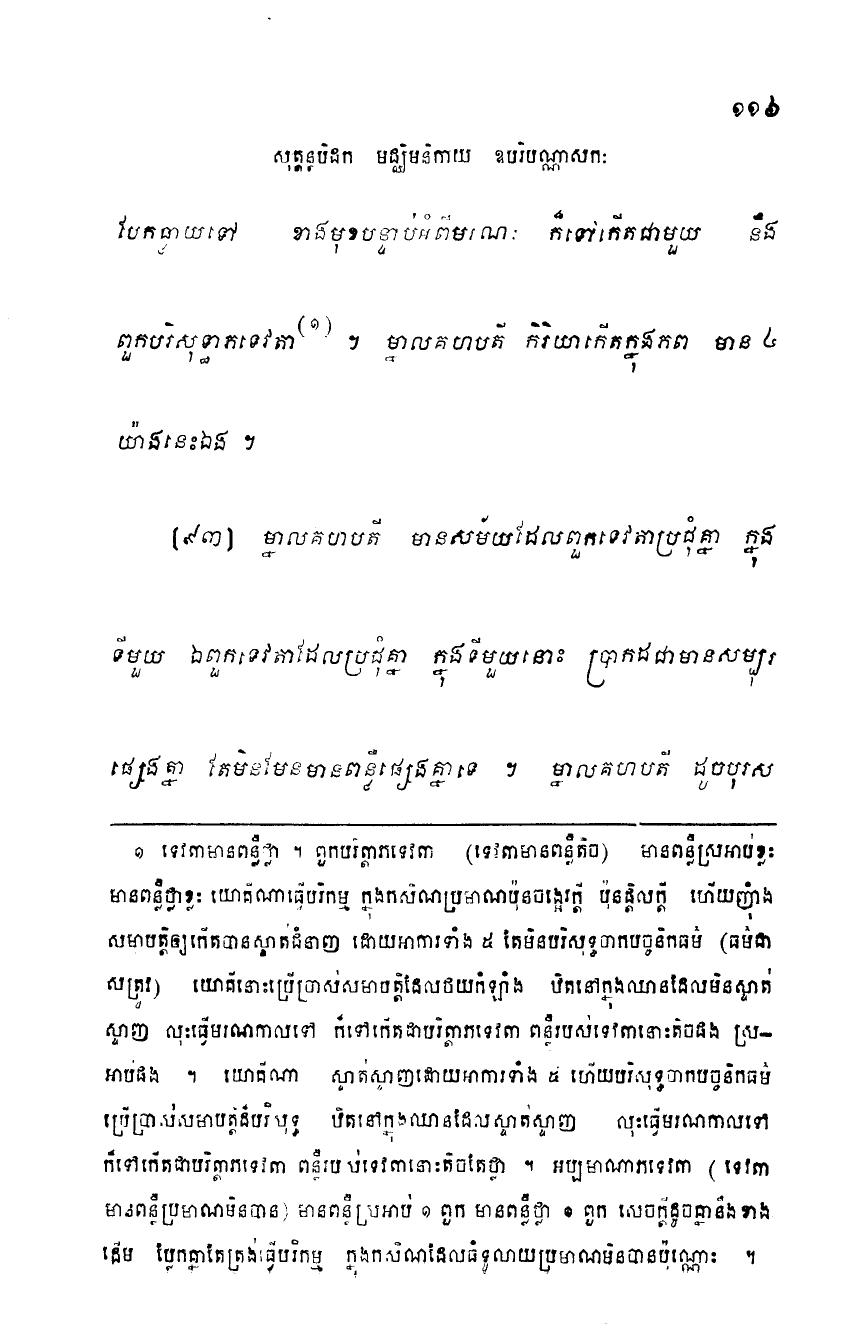 ១១៦
សុត្តន្តបិដក មជ្ឈិមនិកាយ ឧបរិបណ្ណាសកៈ
បែកធ្លាយទៅ ខាងមុខបន្ទាប់អំពីមរណៈ ក៏ទៅកើតជាមួយ នឹង
ពួកបរិសុទ្ធាភទេវតា(១) ។ ម្នាលគហបតី កិរិយាកើតក្នុងភព មាន ៤
យ៉ាងនេះឯង ។
[៩៣] ម្នាលគហបតី មានសម័យដែលពួកទេវតាប្រជុំគ្នា ក្នុង
ទីមួយ ឯពួកទេវតាដែលប្រជុំគ្នា ក្នុងទីមួយនោះ ប្រាកដជាមានសម្បុរ
ផ្សេងគ្នា តែមិនមែនមានពន្លឺផ្សេងគ្នាទេ ។ ម្នាលគហបតី ដូចបុរស
១ ទេវតាមានពន្លឺថ្លា ។ ពួកបរិត្តាភទេវតា (ទេវតាមានពន្លឺតិច) មានពន្លឺស្រអាប់ខ្លះ
មានពន្លឺថ្លាខ្លះ យោគីណាធ្វើបរិកម្ម ក្នុងកសិណប្រមាណប៉ុនចង្អេរក្តី ប៉ុនផ្តិលក្តី ហើយញុំាង
សមាបត្តិឲ្យកើតបានស្ទាត់ជំនាញ ដោយអាការទាំង ៥ តែមិនបរិសុទ្ធចាកបច្ចនិកធម៌ (ធម៌ជា
សត្រូវ) យោគីនោះប្រើប្រាស់សមាបត្តិដែលថយកំឡាំង ឋិតនៅក្នុងឈានដែលមិនស្ទាត់
ស្ទាញ លុះធ្វើមរណកាលទៅ ក៏ទៅកើតជាបរិត្តាភទេវតា ពន្លឺរបស់ទេវតានោះតិចផង ស្រ-
អាប់ផង ។ យោគីណា ស្ទាត់ស្ទាញដោយអាការទាំង ៥ ហើយបរិសុទ្ធចាកបច្ចនិកធម៌
ប្រើប្រាស់សមាបត្តិដ៏បរិសុទ្ធ ឋិតនៅក្នុងឈានដែលស្ទាត់ស្ទាញ លុះធ្វើមរណកាលទៅ
ក៏ទៅកើតជាបរិត្តាភទេវតា ពន្លឺរបស់ទេវតានោះតិចតែថ្លា ។ អប្បមាណាភទេវតា (ទេវតា
មានពន្លឺប្រមាណមិនបាន) មានពន្លឺស្រអាប់ ១ ពួក មានពន្លឺថ្លា ១ ពួក សេចក្តីដូចគ្នានឹងខាង
ដើម ប្លែកគ្នាតែត្រង់ធ្វើបរិកម្ម ក្នុងកសិណដែលធំទូលាយប្រមាណមិនបានប៉ុណ្ណោះ ។